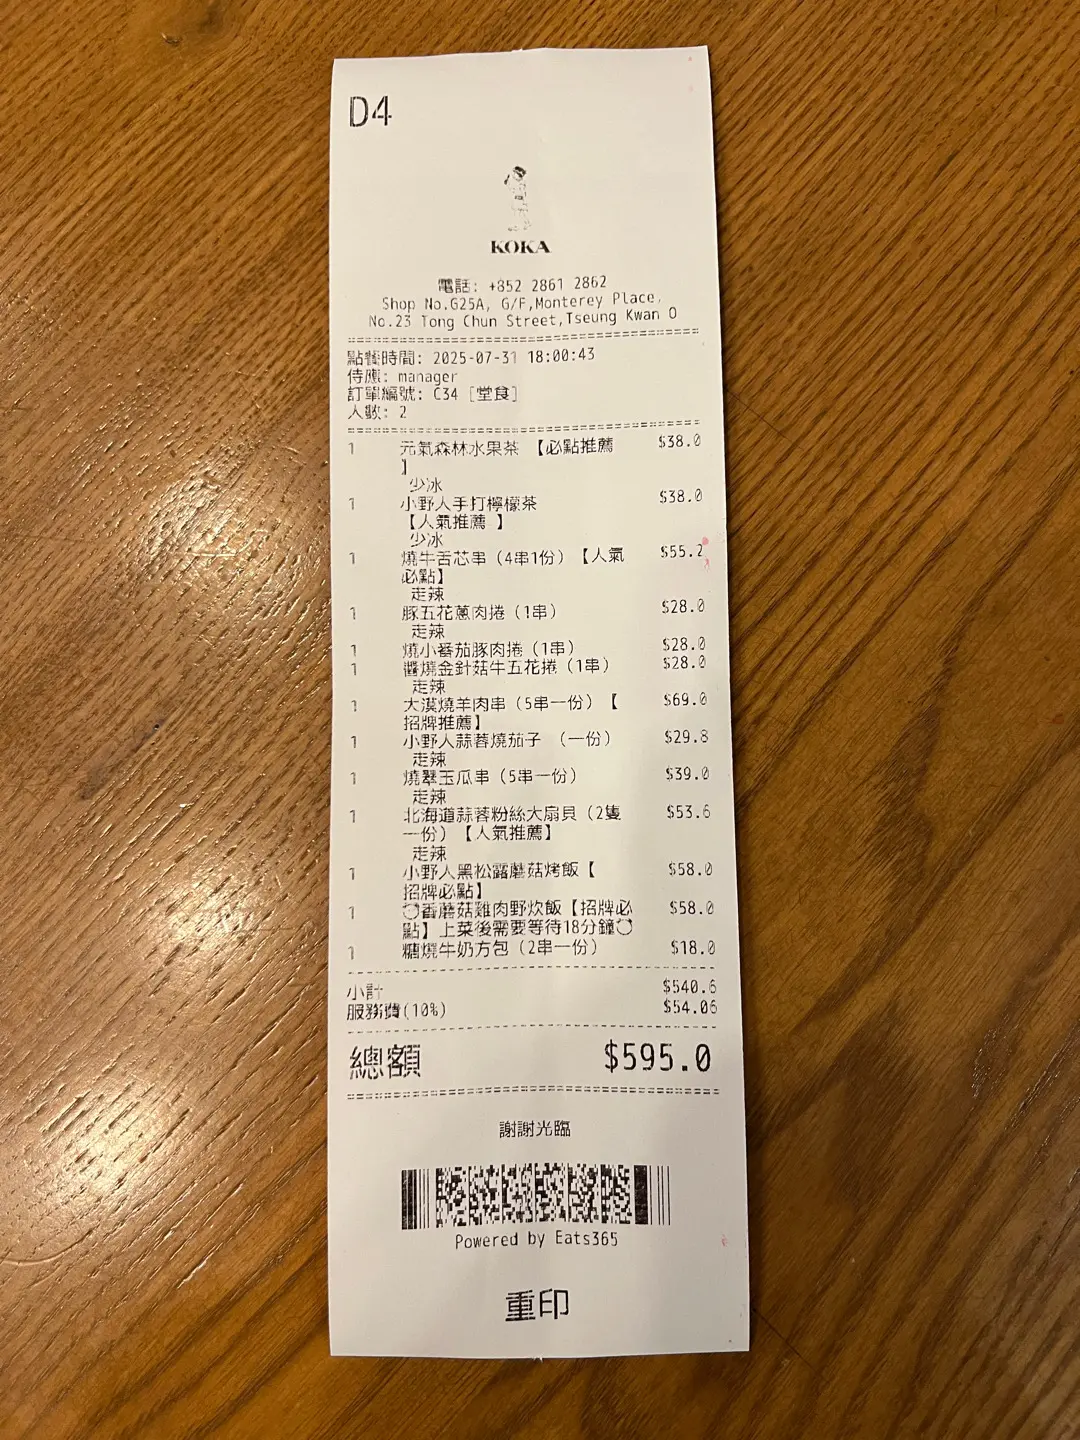 D4
KOKA
電話: +852 2861 2862
Shop No.G25A, G/F,Monterey Place,
No.23 Tong Chun Street,Tseung Kwan O
點餐時間: 2025-07-31 18:00:43
侍應: manager
訂單編號: C34 [堂食]
人數: 2
1 元氣森林水果茶 【必點推薦 $38.0
】
少冰
1 小野人手打檸檬茶 $38.0
【人氣推薦 】
少冰
1 燒牛舌芯串（4串1份）【人氣 $55.2
必點】
走辣
1 豚五花蔥肉捲（1串） $28.0
走辣
1 燒小番茄豚肉捲（1串） $28.0
1 醬燒金針菇牛五花捲（1串） $28.0
走辣
1 大漠燒羊肉串（5串一份）【 $69.0
招牌推薦】
1 小野人蒜蓉燒茄子 （一份） $29.8
走辣
1 燒翠玉瓜串（5串一份） $39.0
走辣
1 北海道蒜蓉粉絲大扇貝（2隻 $53.6
一份）【人氣推薦】
走辣
1 小野人黑松露蘑菇烤飯【 $58.0
招牌必點】
1 香蘑菇雞肉野炊飯【招牌必 $58.0
點】上菜後需要等待18分鐘
1 糖燒牛奶方包（2串一份） $18.0
小計 $540.6
服務費(10%) $54.06
總額 $595.0
謝謝光臨
Powered by Eats365
重印